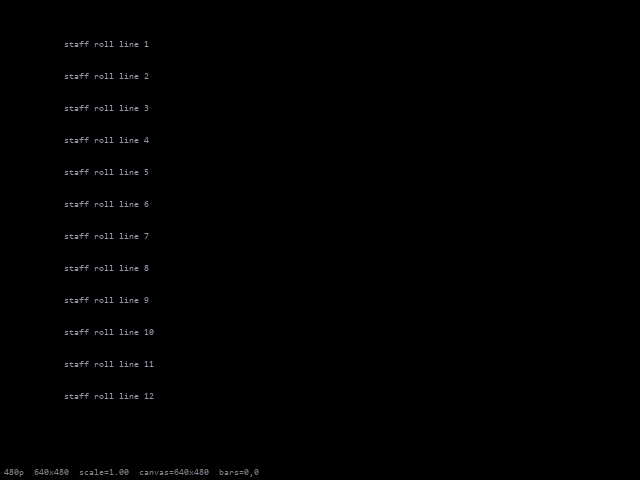 staff roll line 1
staff roll line 2
staff roll line 3
staff roll line 4
staff roll line 5
staff roll line 6
staff roll line 7
staff roll line 8
staff roll line 9
staff roll line 10
staff roll line 11
staff roll line 12
480p  640x480  scale=1.00  canvas=640x480  bars=0,0